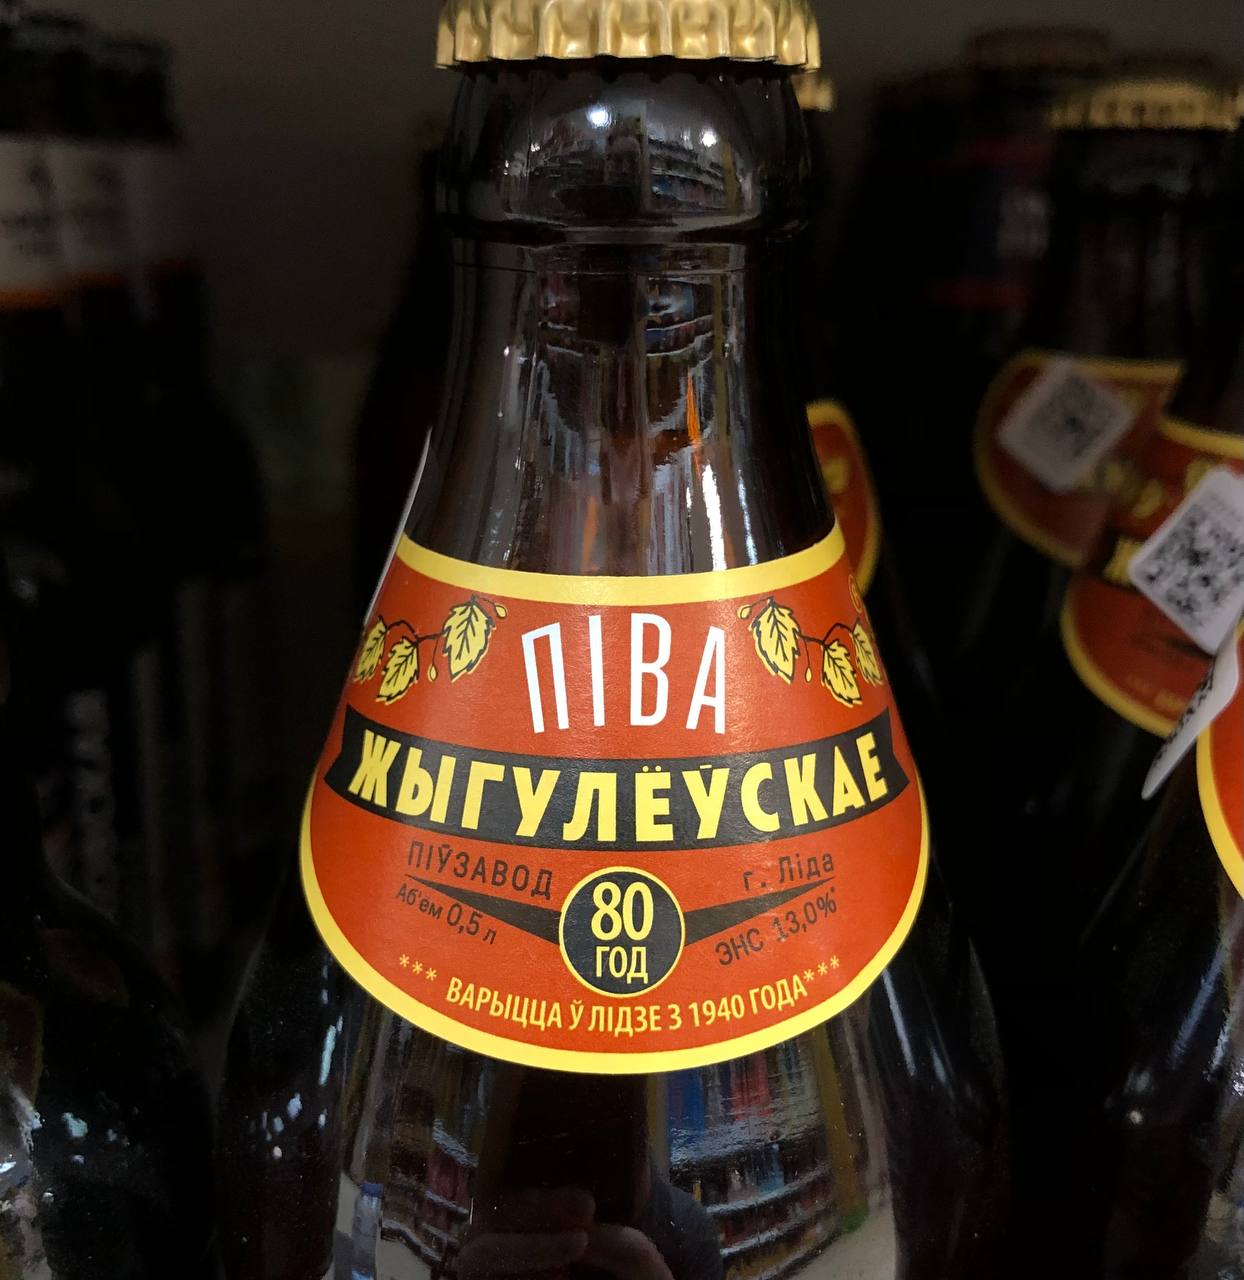 ПІВА
ЖЫГУЛЁЎСКАЕ
ПІЎЗАВОД
г. Ліда
Аб'ём 0,5 л
80
ГОД
ЭНС 13,0%*
*** ВАРЫЦЦА Ў ЛІДЗЕ З 1940 ГОДА***